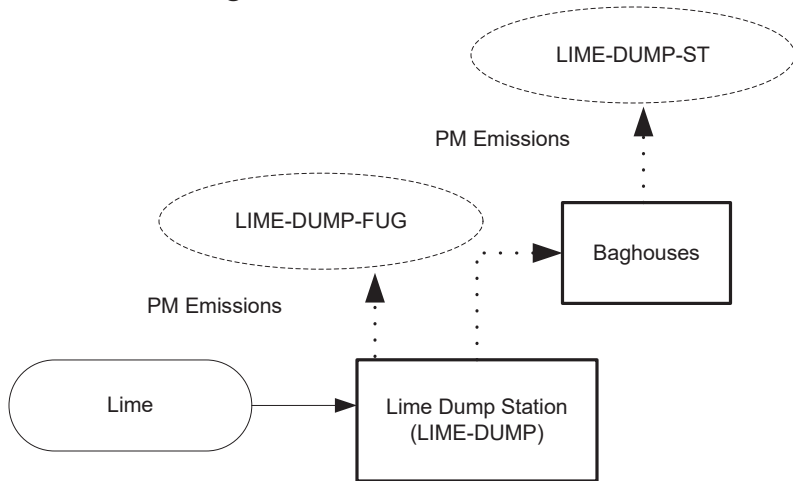 LIME-DUMP-ST
PM Emissions
LIME-DUMP-FUG
Baghouses
PM Emissions
Lime
Lime Dump Station
(LIME-DUMP)